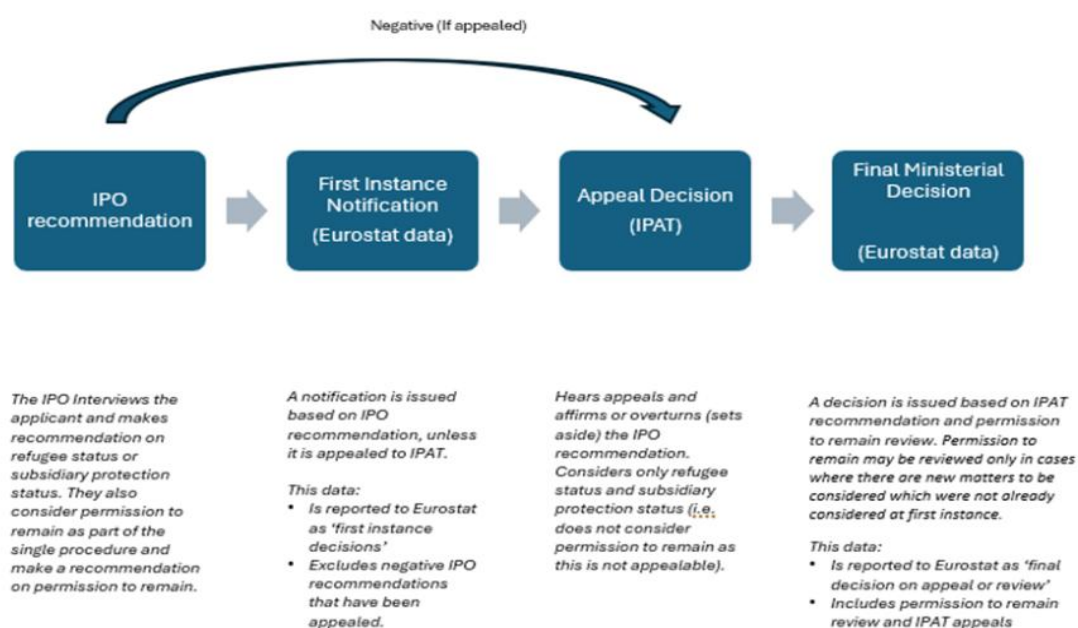 Negative (If appealed)
IPO
recommendation
First Instance
Notification
(Eurostat data)
Appeal Decision
(IPAT)
Final Ministerial
Decision
(Eurostat data)
The IPO Interviews the
applicant and makes
recommendation on
refugee status or
subsidiary protection
status. They also
consider permission to
remain as part of the
single procedure and
make a recommendation
on permission to remain.
A notification is issued
based on IPO
recommendation, unless
it is appealed to IPAT.
This data:
• Is reported to Eurostat
as ‘first instance
decisions’
• Excludes negative IPO
recommendations
that have been
appealed.
Hears appeals and
affirms or overturns (sets
aside) the IPO
recommendation.
Considers only refugee
status and subsidiary
protection status (i.e.
does not consider
permission to remain as
this is not appealable).
A decision is issued based on IPAT
recommendation and permission
to remain review. Permission to
remain may be reviewed only in cases
where there are new matters to be
considered which were not already
considered at first instance.
This data:
• Is reported to Eurostat as ‘final
decision on appeal or review’
• Includes permission to remain
review and IPAT appeals